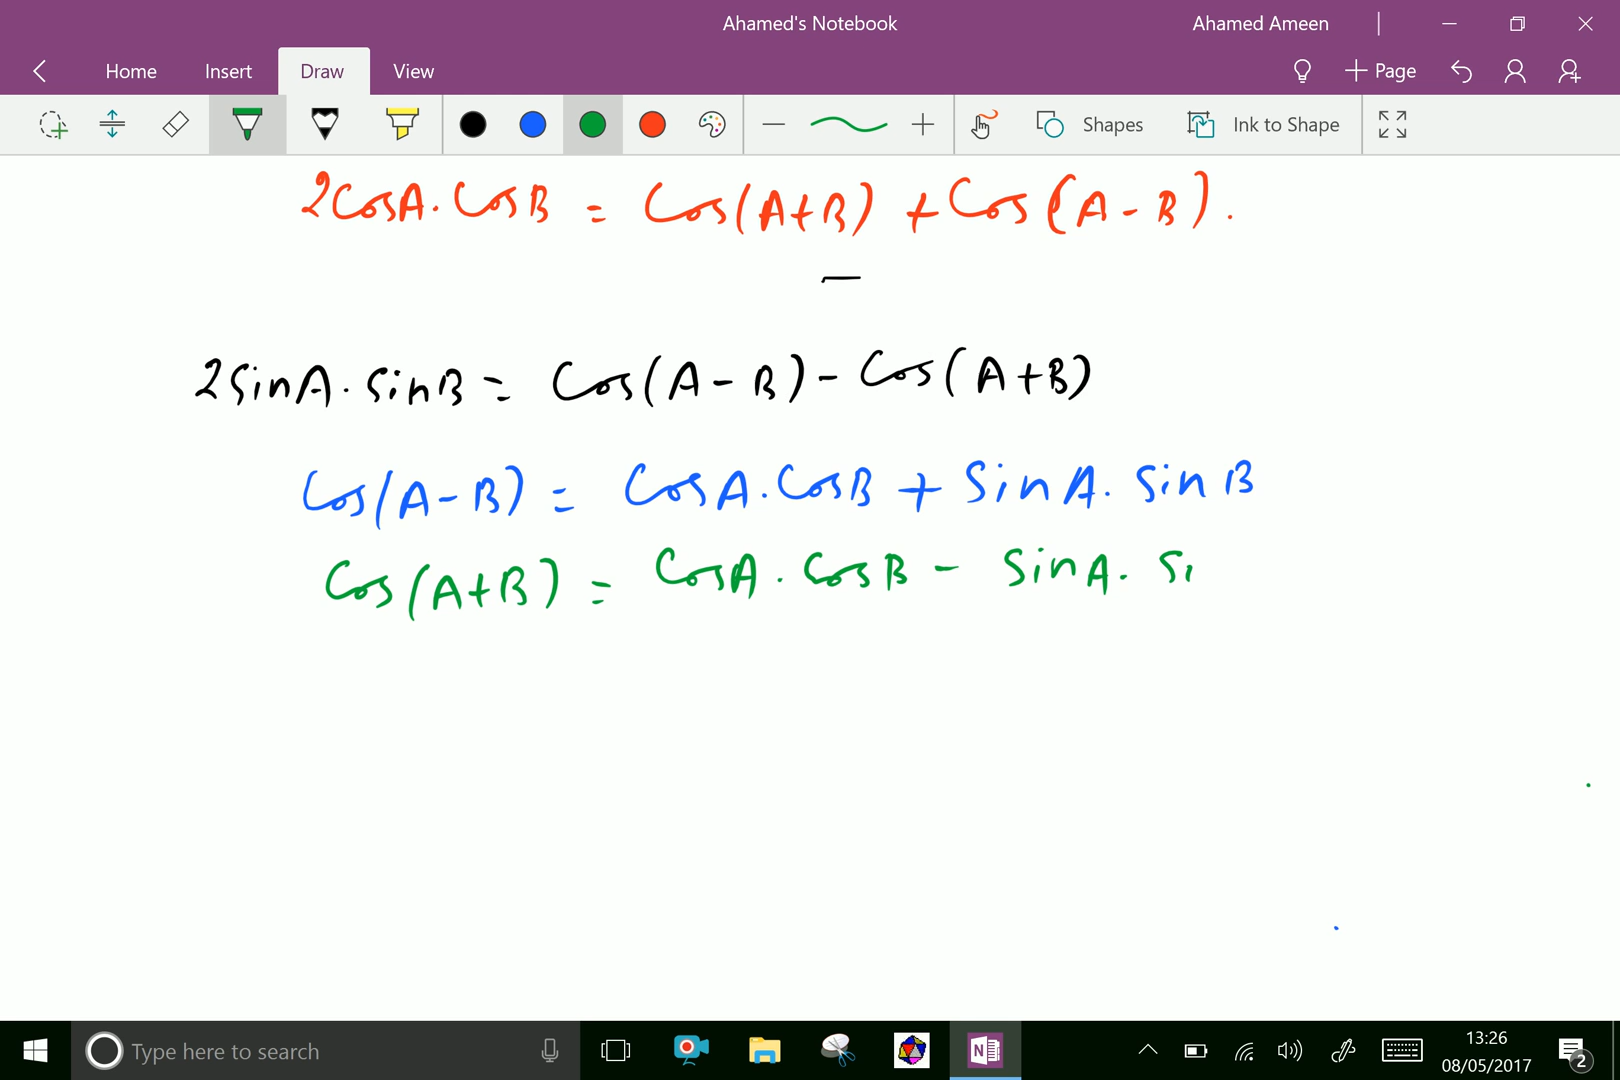 Ahamed's Notebook
Ahamed Ameen
Home Insert Draw View
Page
Shapes Ink to Shape
2CosA.CosB = Cos(A+B) + Cos(A-B).
2SinA.SinB = Cos(A-B) - Cos(A+B)
Cos(A-B) = CosA.CosB + SinA.SinB
Cos(A+B) = CosA.CosB - SinA.Si
Type here to search
13:26
08/05/2017
2